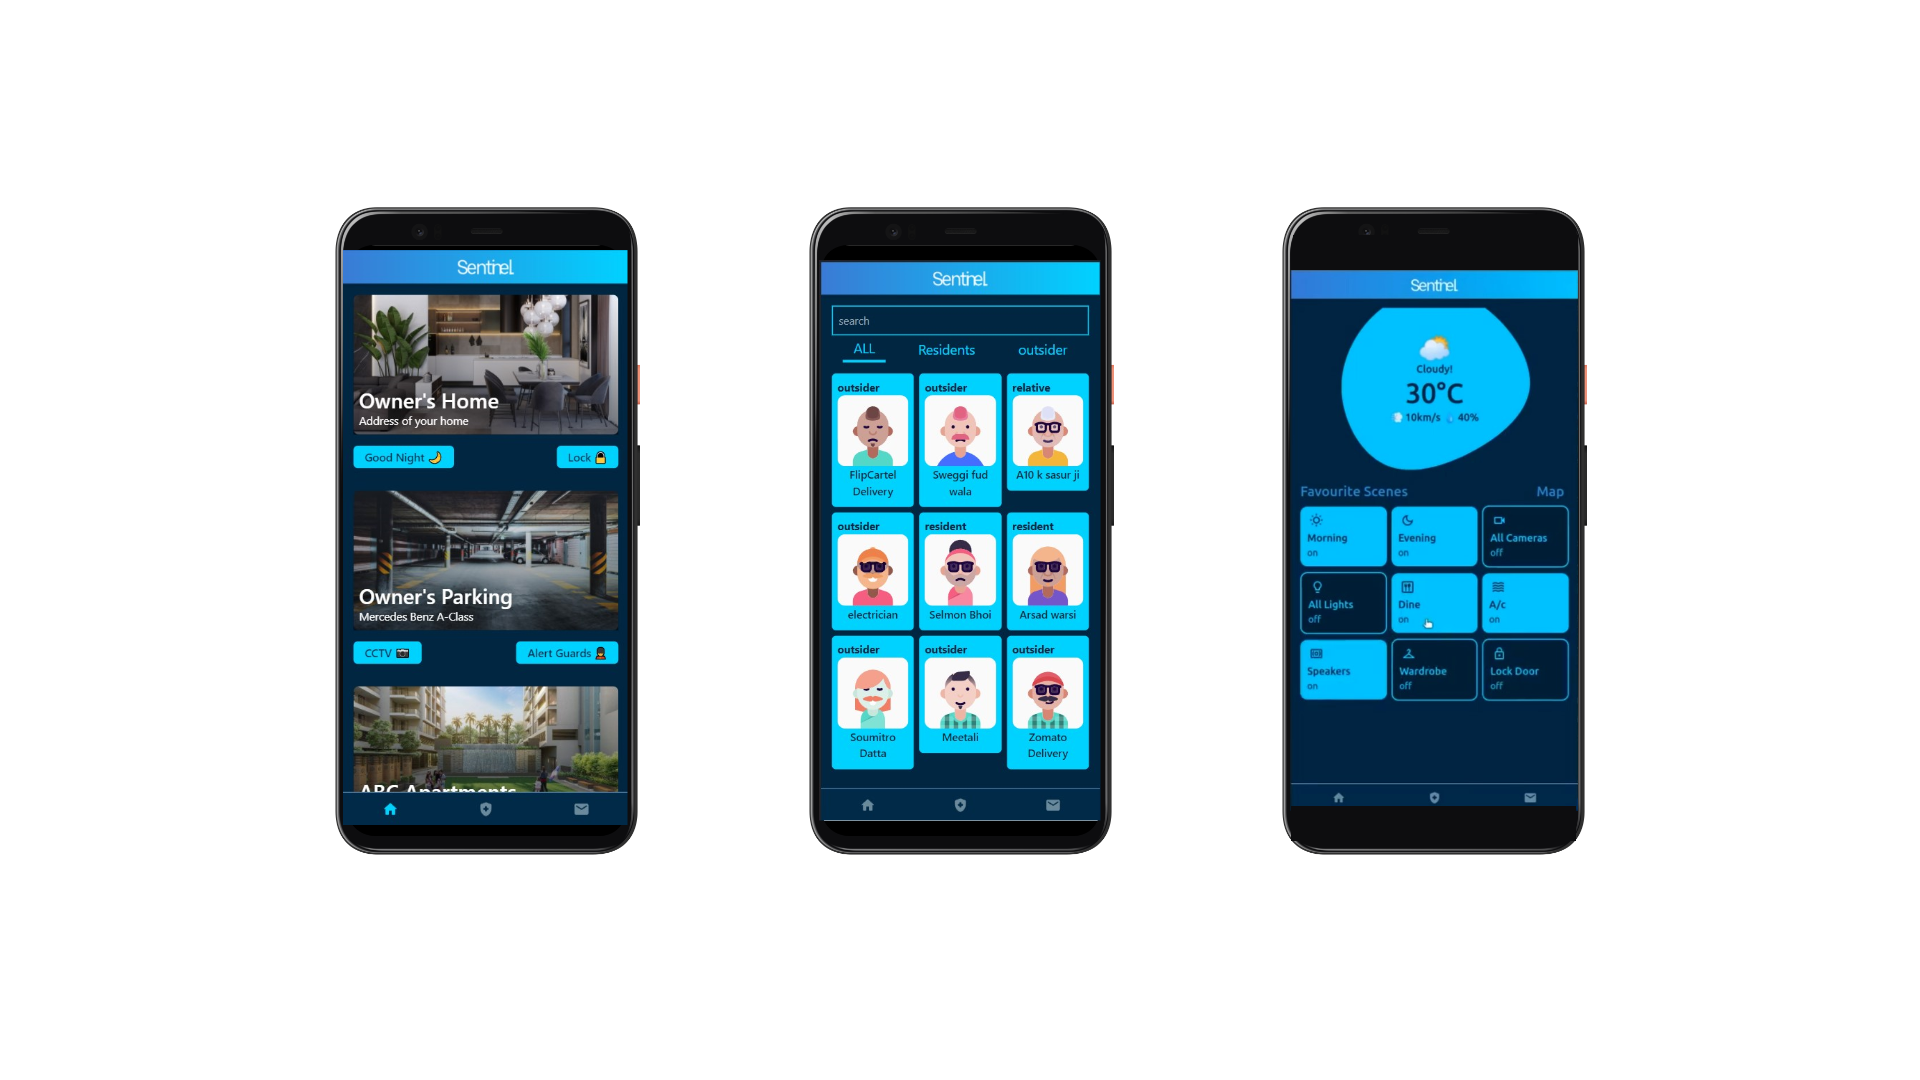 Sentinel
Owner's Home
Address of your home
Good Night
Lock
Owner's Parking
Mercedes Benz A-Class
CCTV
Alert Guards
ABC Apartments
Sentinel
search
ALL Residents outsider
outsider
FlipCartel
Delivery
outsider
Sweggi fud
wala
relative
A10 k sasur ji
outsider
electrician
resident
Selmon Bhoi
resident
Arsad warsi
outsider
Soumitro
Datta
outsider
Meetali
outsider
Zomato
Delivery
Sentinel
Cloudy!
30°C
10km/s 40%
Favourite Scenes Map
Morning
on
Evening
on
All Cameras
off
All Lights
off
Dine
on
A/c
on
Speakers
on
Wardrobe
off
Lock Door
off